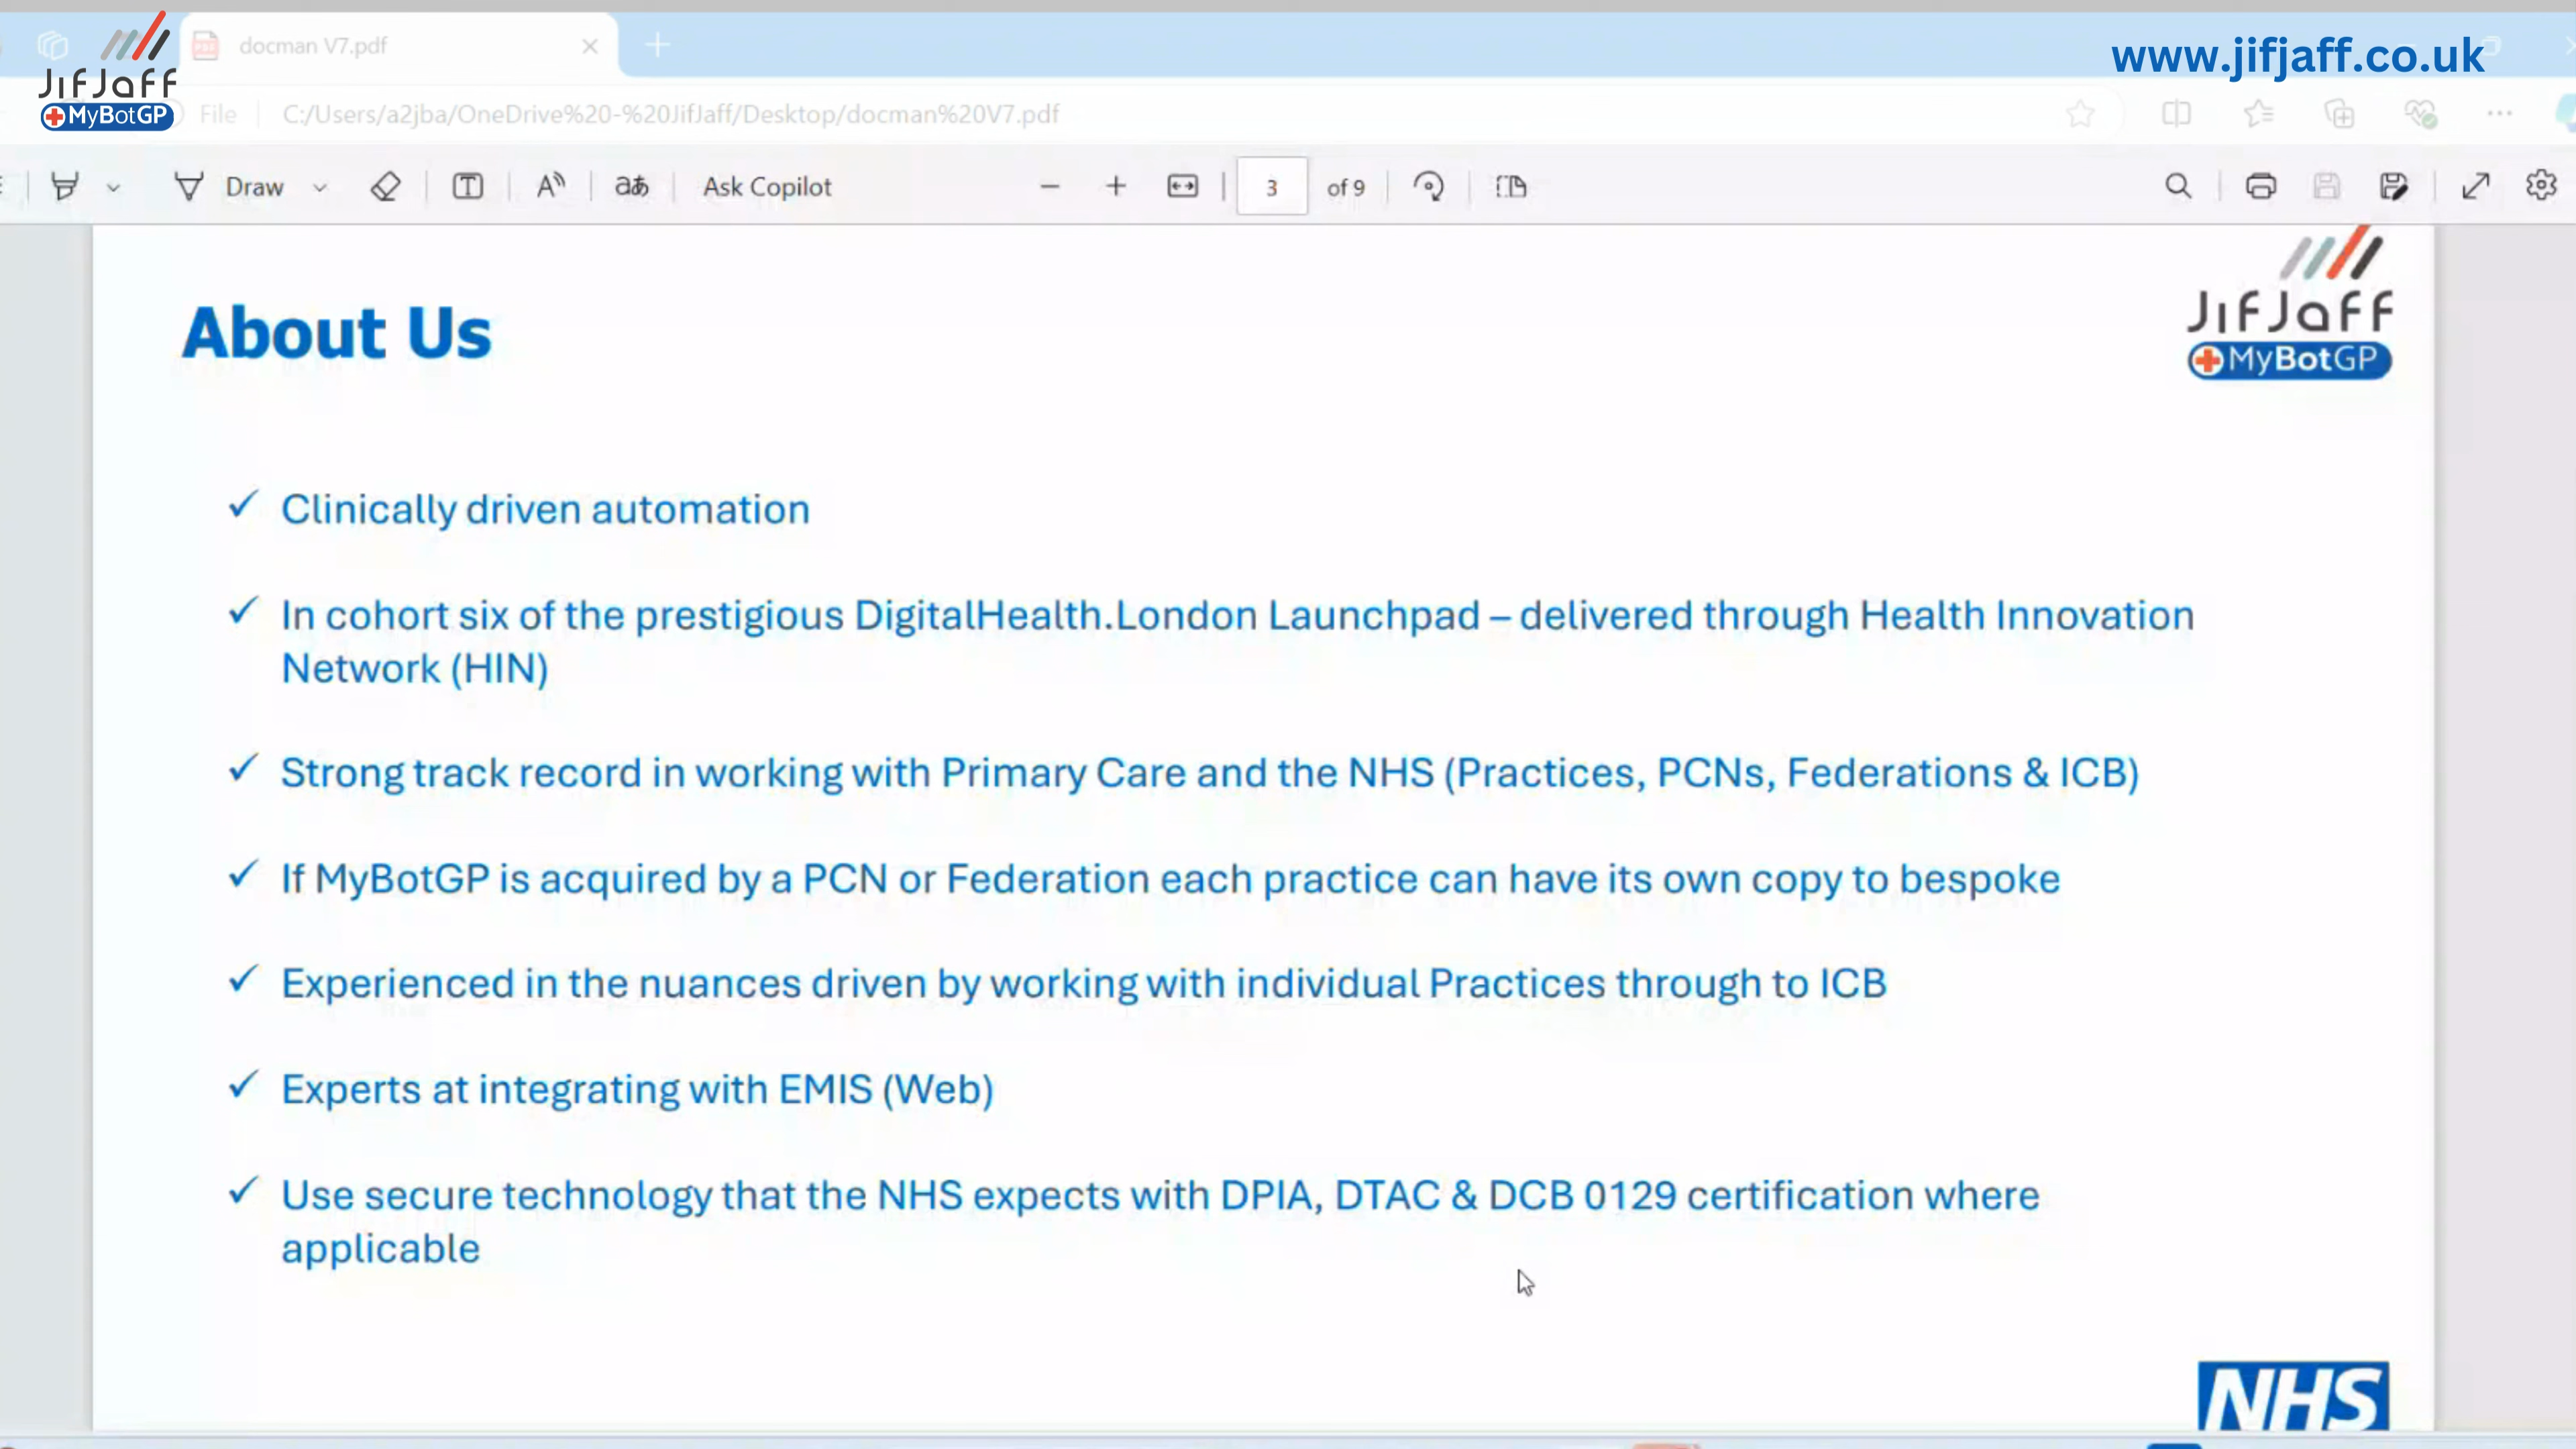 docman V7.pdf
www.jifjaff.co.uk
JifJaff
MyBotGP
File
C:/Users/a2jba/OneDrive%20-%20JifJaff/Desktop/docman%20V7.pdf
Draw
aあ
Ask Copilot
3
of 9
JifJaff
MyBotGP
About Us
✓ Clinically driven automation
✓ In cohort six of the prestigious DigitalHealth.London Launchpad – delivered through Health Innovation
Network (HIN)
✓ Strong track record in working with Primary Care and the NHS (Practices, PCNs, Federations & ICB)
✓ If MyBotGP is acquired by a PCN or Federation each practice can have its own copy to bespoke
✓ Experienced in the nuances driven by working with individual Practices through to ICB
✓ Experts at integrating with EMIS (Web)
✓ Use secure technology that the NHS expects with DPIA, DTAC & DCB 0129 certification where
applicable
NHS